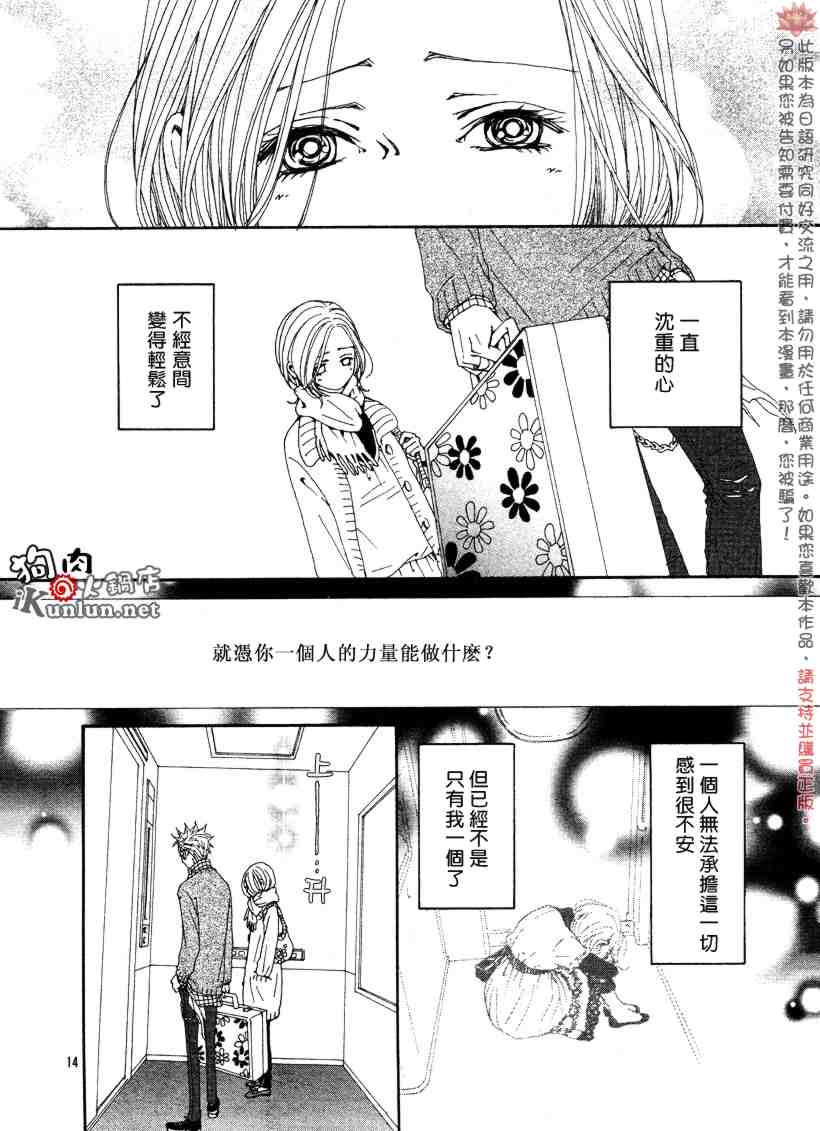 一直
沈重的心
不經意間
變得輕鬆了
狗肉
火鍋店
iKunlun.net
就憑你一個人的力量能做什麽？
一個人無法承擔這一切
感到很不安
但已經不是
只有我一個了
上——升
14
此版本為日語研究同好交流之用，請勿用於任何商業用途。如果您喜歡本作品，請支持並購買正版。
只如果您被告知需要付費，才能看到本漫畫，那麼，您被騙了！